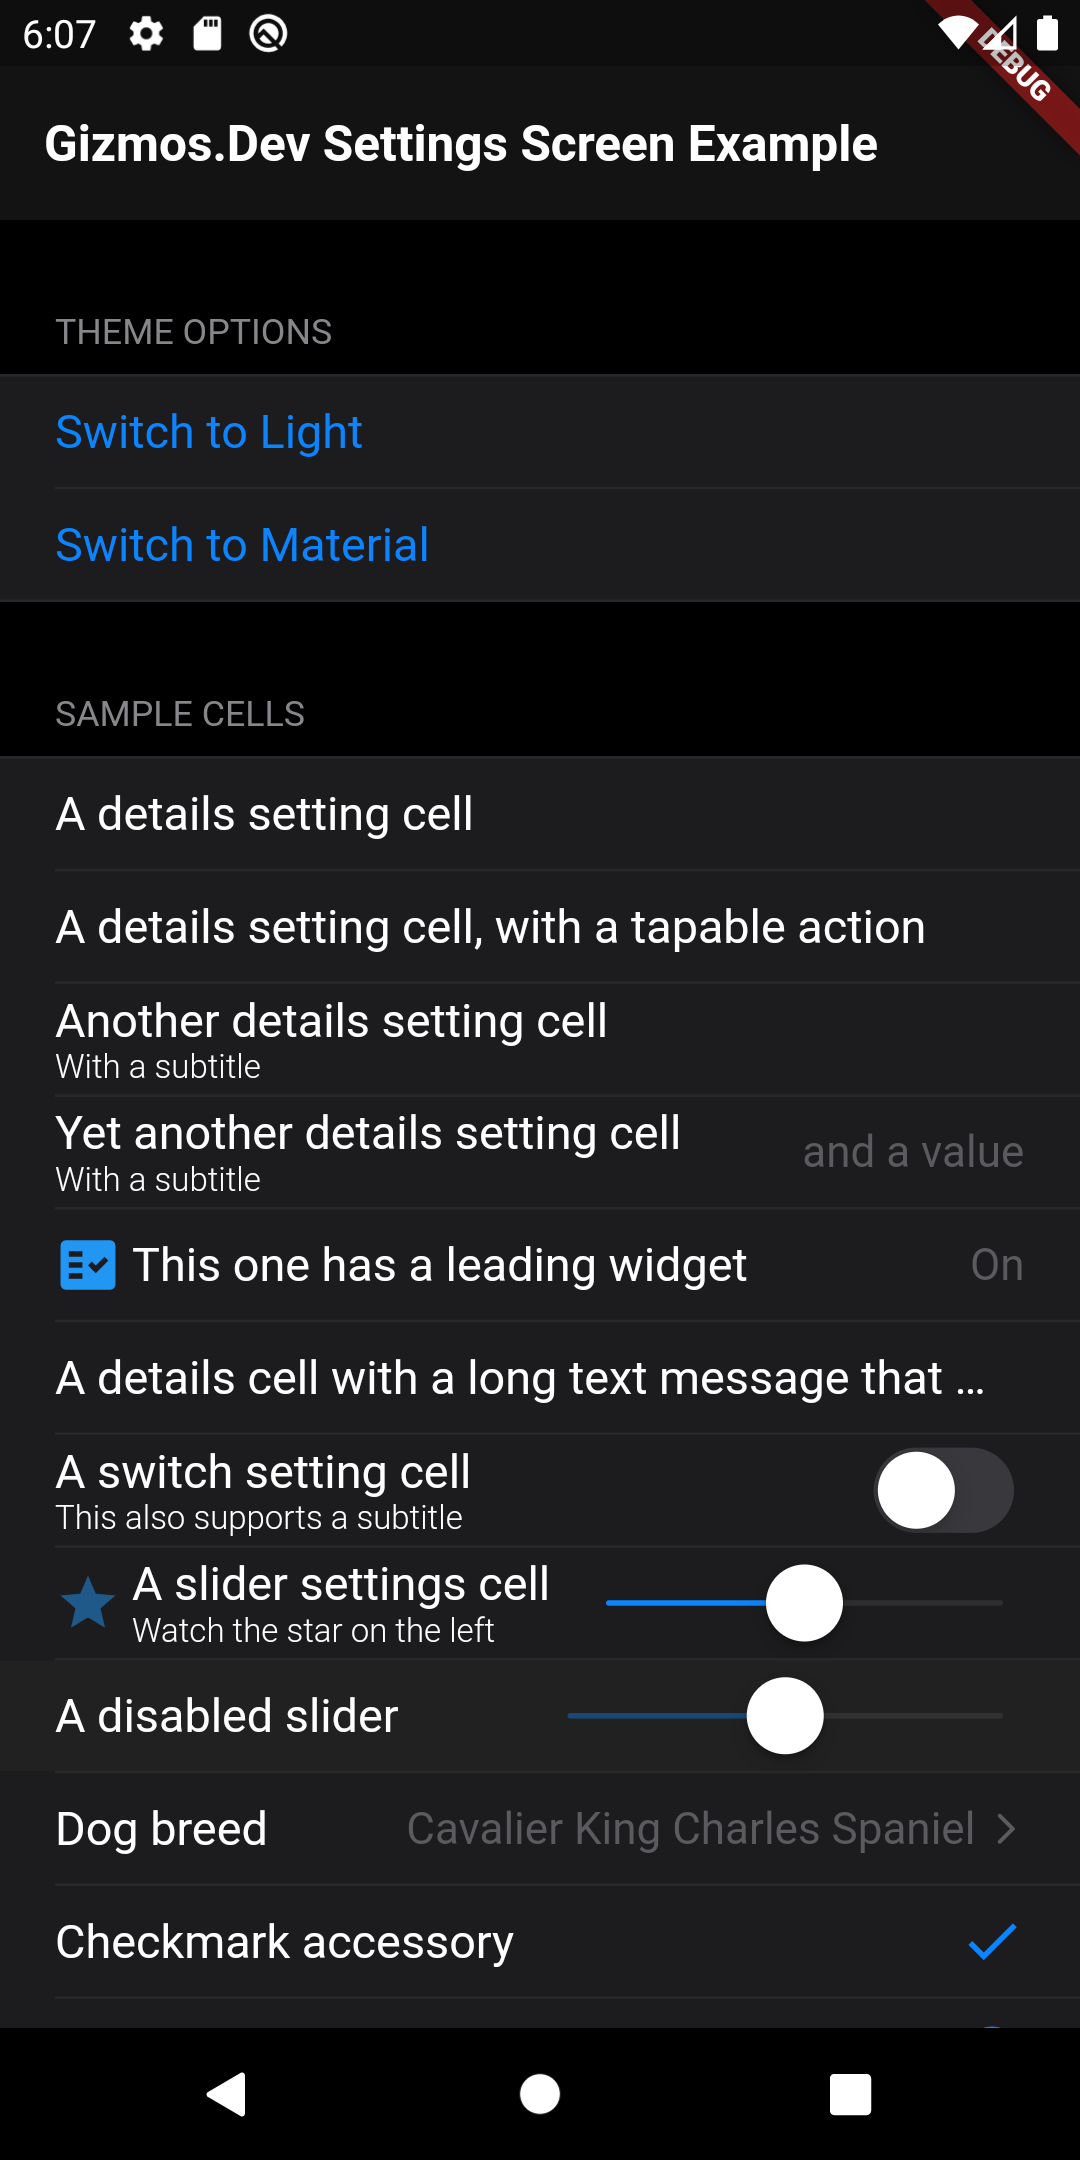 6:07
DEBUG
Gizmos.Dev Settings Screen Example
THEME OPTIONS
Switch to Light
Switch to Material
SAMPLE CELLS
A details setting cell
A details setting cell, with a tapable action
Another details setting cell
With a subtitle
Yet another details setting cell
With a subtitle
and a value
This one has a leading widget
On
A details cell with a long text message that ...
A switch setting cell
This also supports a subtitle
A slider settings cell
Watch the star on the left
A disabled slider
Dog breed
Cavalier King Charles Spaniel
Checkmark accessory